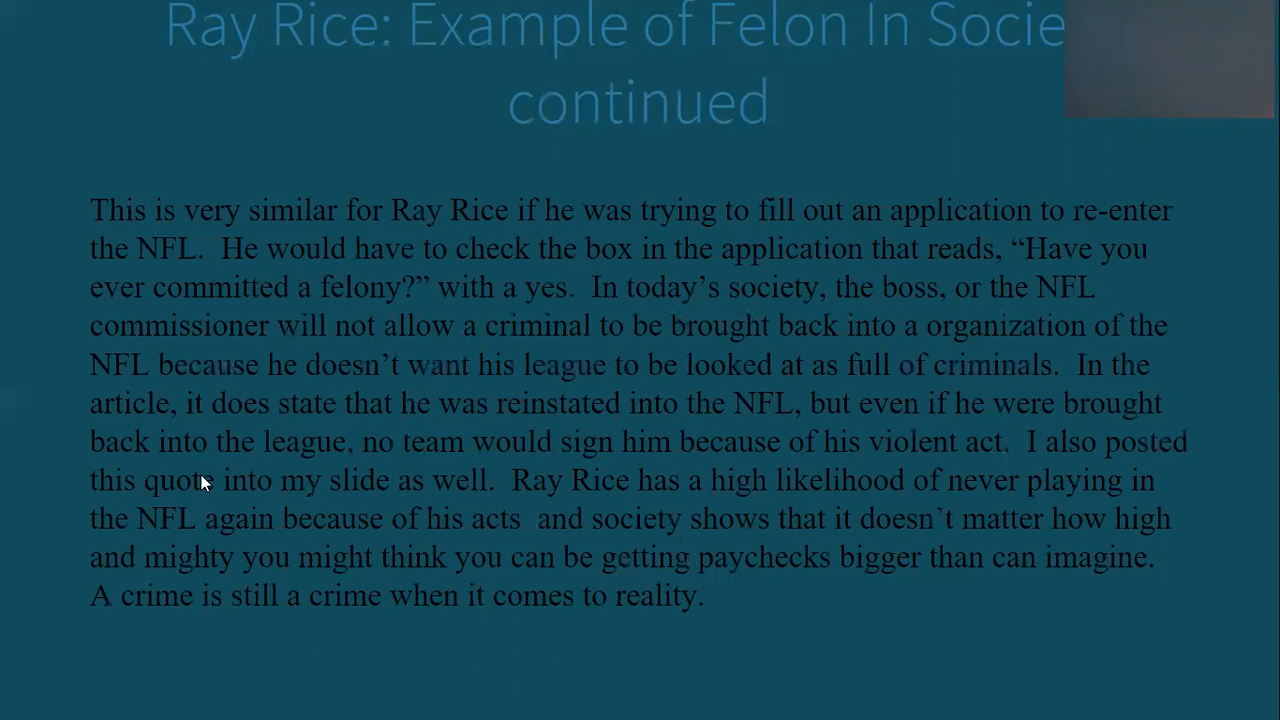 Ray Rice: Example of Felon In Socie
continued
This is very similar for Ray Rice if he was trying to fill out an application to re-enter
the NFL.  He would have to check the box in the application that reads, “Have you
ever committed a felony?” with a yes.  In today’s society, the boss, or the NFL
commissioner will not allow a criminal to be brought back into a organization of the
NFL because he doesn’t want his league to be looked at as full of criminals.  In the
article, it does state that he was reinstated into the NFL, but even if he were brought
back into the league, no team would sign him because of his violent act.  I also posted
this quote into my slide as well.  Ray Rice has a high likelihood of never playing in
the NFL again because of his acts  and society shows that it doesn’t matter how high
and mighty you might think you can be getting paychecks bigger than can imagine.
A crime is still a crime when it comes to reality.